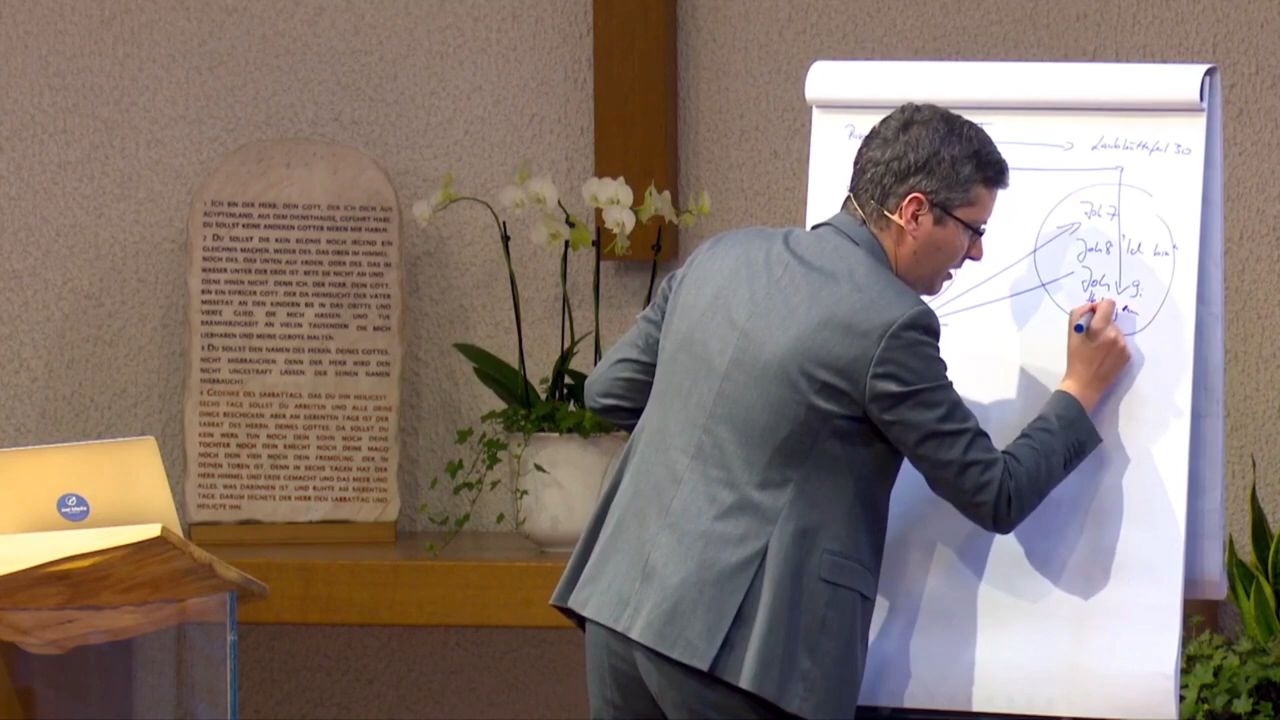 1 ICH BIN DER HERR, DEIN GOTT, DER ICH DICH AUS
ÄGYPTENLAND, AUS DEM DIENSTHAUSE, GEFÜHRT HABE.
DU SOLLST KEINE ANDEREN GÖTTER NEBEN MIR HABEN.
2 DU SOLLST DIR KEIN BILDNIS NOCH IRGEND EIN
GLEICHNIS MACHEN, WEDER DES, DAS OBEN IM HIMMEL,
NOCH DES, DAS UNTEN AUF ERDEN, ODER DES, DAS IM
WASSER UNTER DER ERDE IST. BETE SIE NICHT AN UND
DIENE IHNEN NICHT. DENN ICH, DER HERR, DEIN GOTT,
BIN EIN EIFRIGER GOTT, DER DA HEIMSUCHT DER VÄTER
MISSETAT AN DEN KINDERN BIS IN DAS DRITTE UND
VIERTE GLIED, DIE MICH HASSEN, UND TUE
BARMHERZIGKEIT AN VIELEN TAUSENDEN, DIE MICH
LIEBHABEN UND MEINE GEBOTE HALTEN.
3 DU SOLLST DEN NAMEN DES HERRN, DEINES GOTTES,
NICHT MISBRAUCHEN; DENN DER HERR WIRD DEN
NICHT UNGESTRAFT LASSEN, DER SEINEN NAMEN
MISBRAUCHT.
4 GEDENKE DES SABBATTAGS, DAS DU IHN HEILIGEST.
SECHS TAGE SOLLST DU ARBEITEN UND ALLE DEINE
DINGE BESCHICKEN; ABER AM SIEBENTEN TAGE IST DER
SABBAT DES HERRN, DEINES GOTTES; DA SOLLST DU
KEIN WERK TUN NOCH DEIN SOHN NOCH DEINE
TOCHTER NOCH DEIN KNECHT NOCH DEINE MAGD
NOCH DEIN VIEH NOCH DEIN FREMDLING, DER IN
DEINEN TOREN IST. DENN IN SECHS TAGEN HAT DER
HERR HIMMEL UND ERDE GEMACHT UND DAS MEER UND
ALLES, WAS DARINNEN IST, UND RUHTE AM SIEBENTEN
TAGE. DARUM SEGNETE DER HERR DEN SABBATTAG UND
HEILIGTE IHN.
Laubhüttenfest 30
Joh 7
Joh 8 "Ich bin"
Joh 9